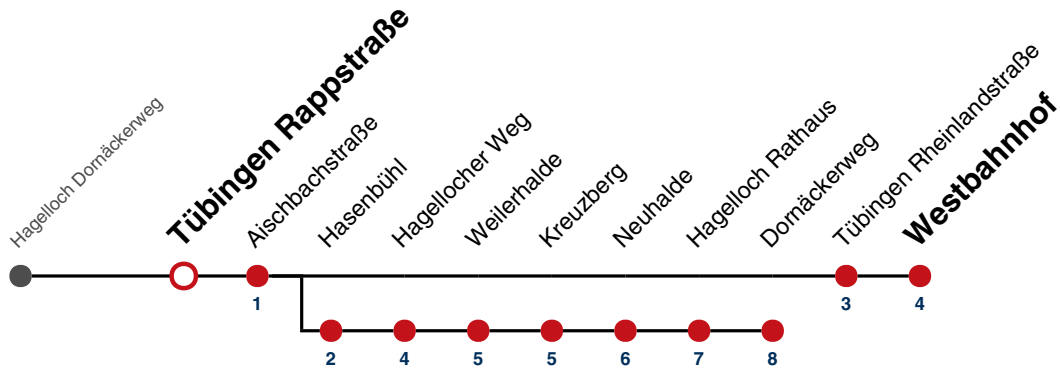 Hagelloch Dornäckerweg
Tübingen Rappstraße
Aischbachstraße
Hasenbühl
Hagellocher Weg
Weilerhalde
Kreuzberg
Neuhalde
Hagelloch Rathaus
Dornäckerweg
Tübingen Rheinlandstraße
Westbahnhof
1
3
4
2
4
5
5
6
7
8